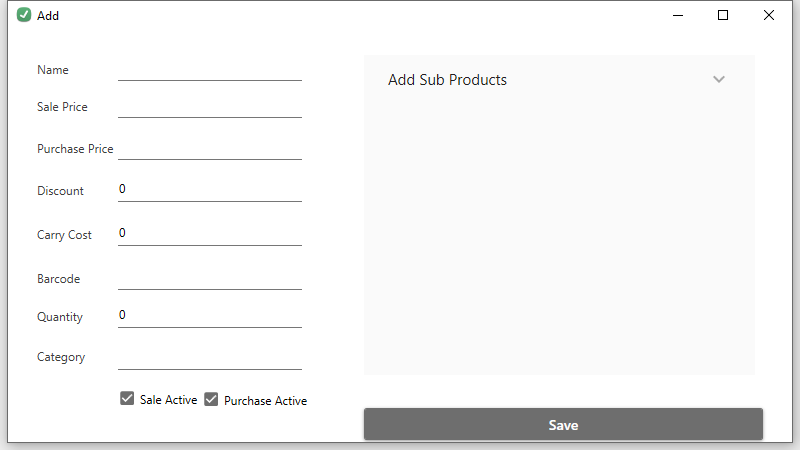 Add
Name
Sale Price
Purchase Price
Discount 0
Carry Cost 0
Barcode
Quantity 0
Category
Sale Active Purchase Active
Add Sub Products
Save